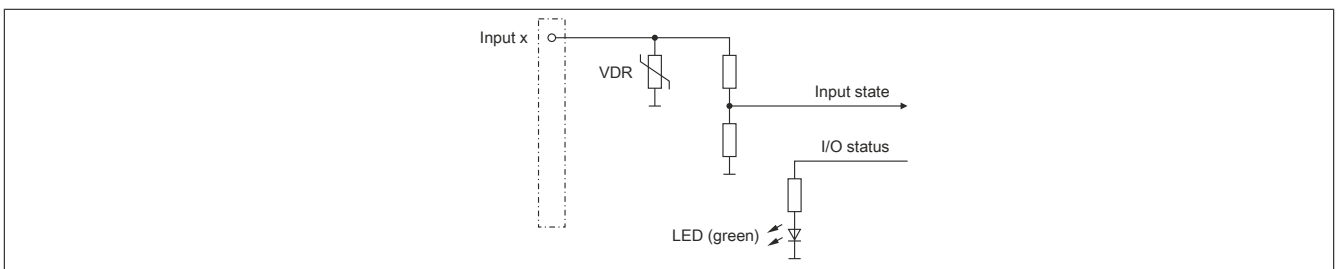 Input x
VDR
Input state
I/O status
LED (green)